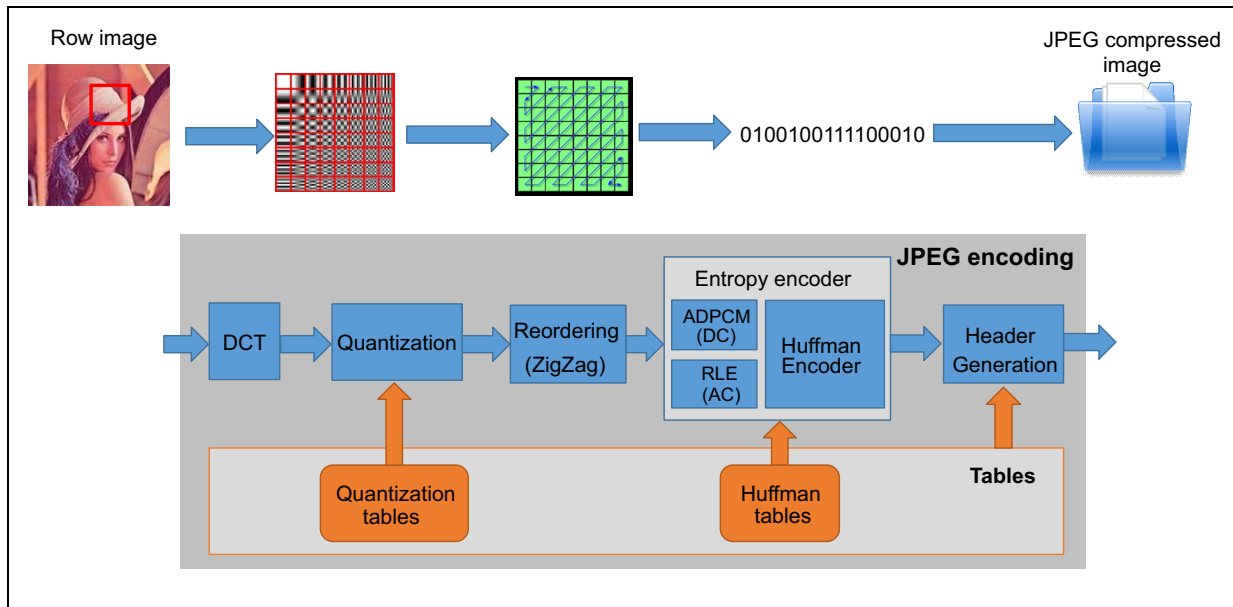 Row image
JPEG compressed
image
0100100111100010
JPEG encoding
Entropy encoder
DCT
Quantization
Reordering
(ZigZag)
ADPCM
(DC)
RLE
(AC)
Huffman
Encoder
Header
Generation
Tables
Quantization
tables
Huffman
tables